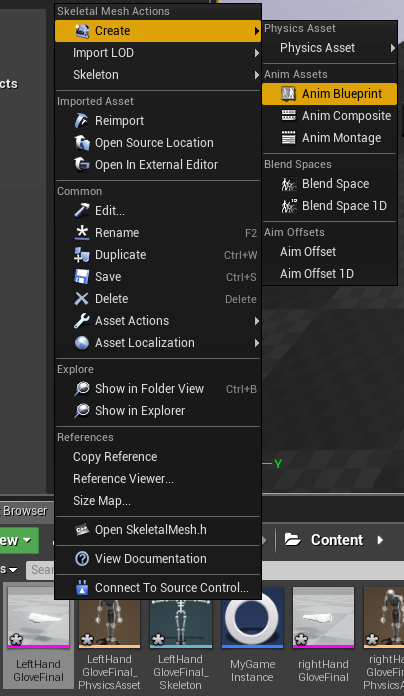 Skeletal Mesh Actions
Create
Import LOD
Skeleton
Imported Asset
Reimport
Open Source Location
Open In External Editor
Common
Edit...
Rename F2
Duplicate Ctrl+W
Save Ctrl+S
Delete Delete
Asset Actions
Asset Localization
Explore
Show in Folder View Ctrl+B
Show in Explorer
References
Copy Reference
Reference Viewer...
Size Map...
Open SkeletalMesh.h
View Documentation
Connect To Source Control...
Physics Asset
Physics Asset
Anim Assets
Anim Blueprint
Anim Composite
Anim Montage
Blend Spaces
Blend Space
Blend Space 1D
Aim Offsets
Aim Offset
Aim Offset 1D
cts
Y
Browser
ew
Content
s
Sear
LeftHand
GloveFinal
LeftHand
GloveFinal_
PhysicsAsset
LeftHand
GloveFinal_
Skeleton
MyGame
Instance
rightHand
GloveFinal
rightHa
GloveFi
Physics